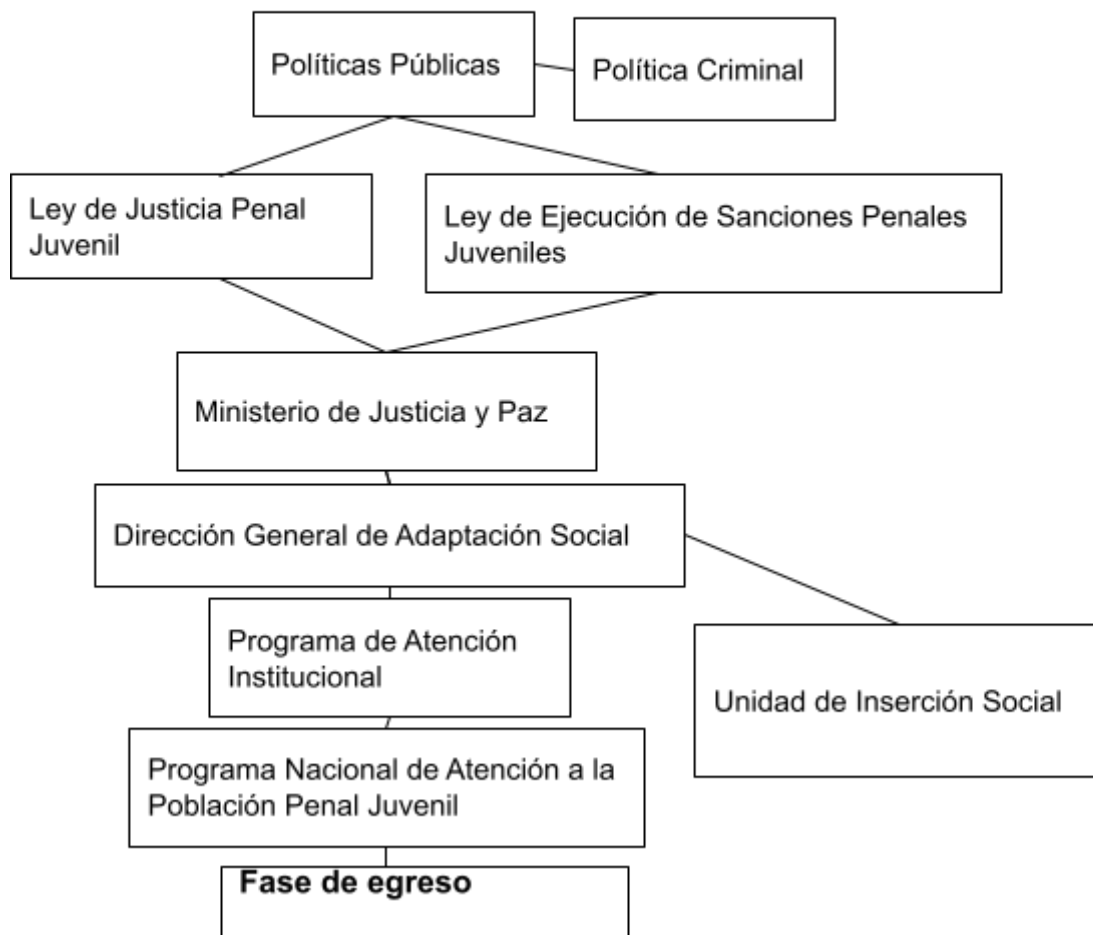 Políticas Públicas
Política Criminal
Ley de Justicia Penal
Juvenil
Ley de Ejecución de Sanciones Penales
Juveniles
Ministerio de Justicia y Paz
Dirección General de Adaptación Social
Programa de Atención
Institucional
Unidad de Inserción Social
Programa Nacional de Atención a la
Población Penal Juvenil
Fase de egreso